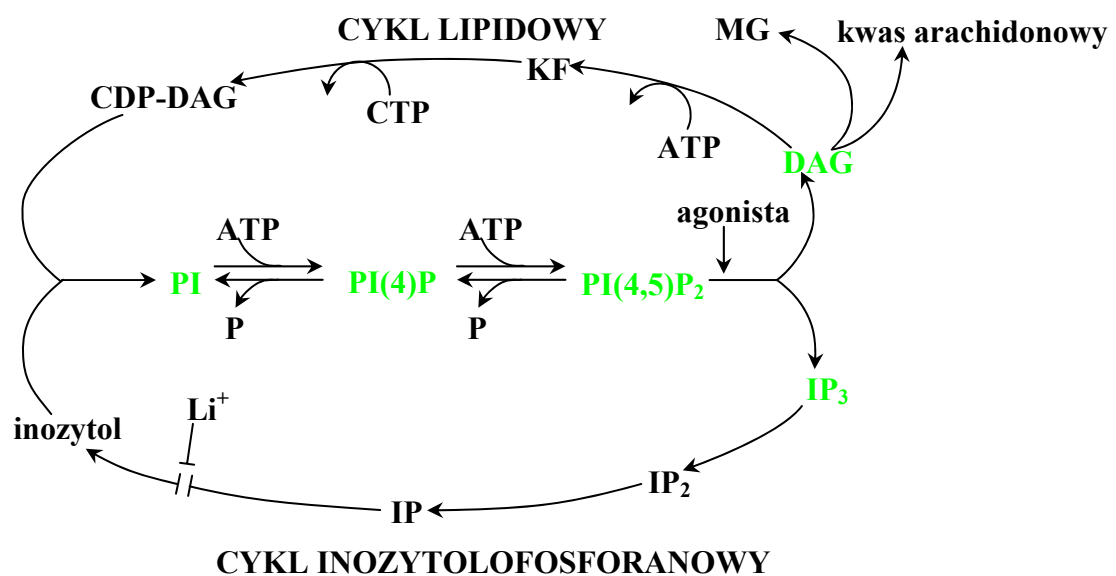 CYKL LIPIDOWY
MG
kwas arachidonowy
KF
CDP-DAG
CTP
ATP
DAG
agonista
ATP
ATP
PI
PI(4)P
PI(4,5)P₂
P
P
IP₃
Li⁺
inozytol
IP₂
IP
CYKL INOZYTOLOFOSFORANOWY